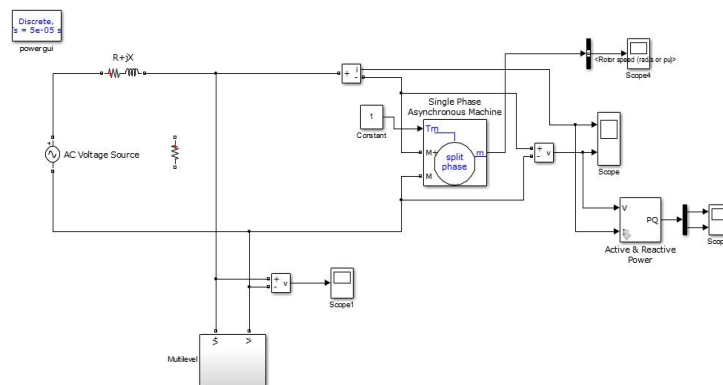 Discrete,
s = 5e-05 s
powergui
R+jX
AC Voltage Source
+
-
i
1
Constant
Single Phase
Asynchronous Machine
Tm
M+
M
split
phase
m
<Rotor speed (rad/s or pu)>
Scope4
+
-
v
Scope
V
I
PQ
Active & Reactive
Power
Scop
+
-
v
Scope1
Multilevel
V+
V-